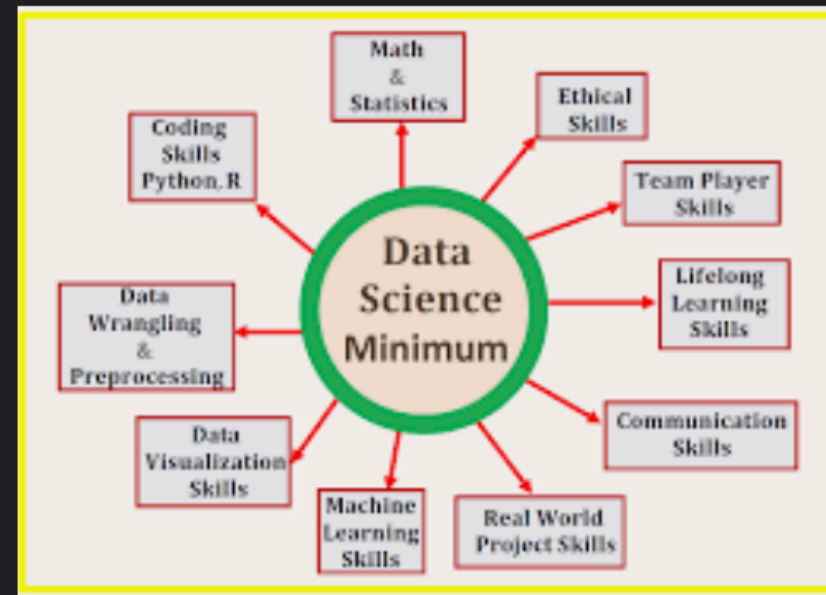 Math
&
Statistics
Ethical
Skills
Team Player
Skills
Lifelong
Learning
Skills
Communication
Skills
Real World
Project Skills
Machine
Learning
Skills
Data
Visualization
Skills
Data
Wrangling
&
Preprocessing
Coding
Skills
Python, R
Data
Science
Minimum